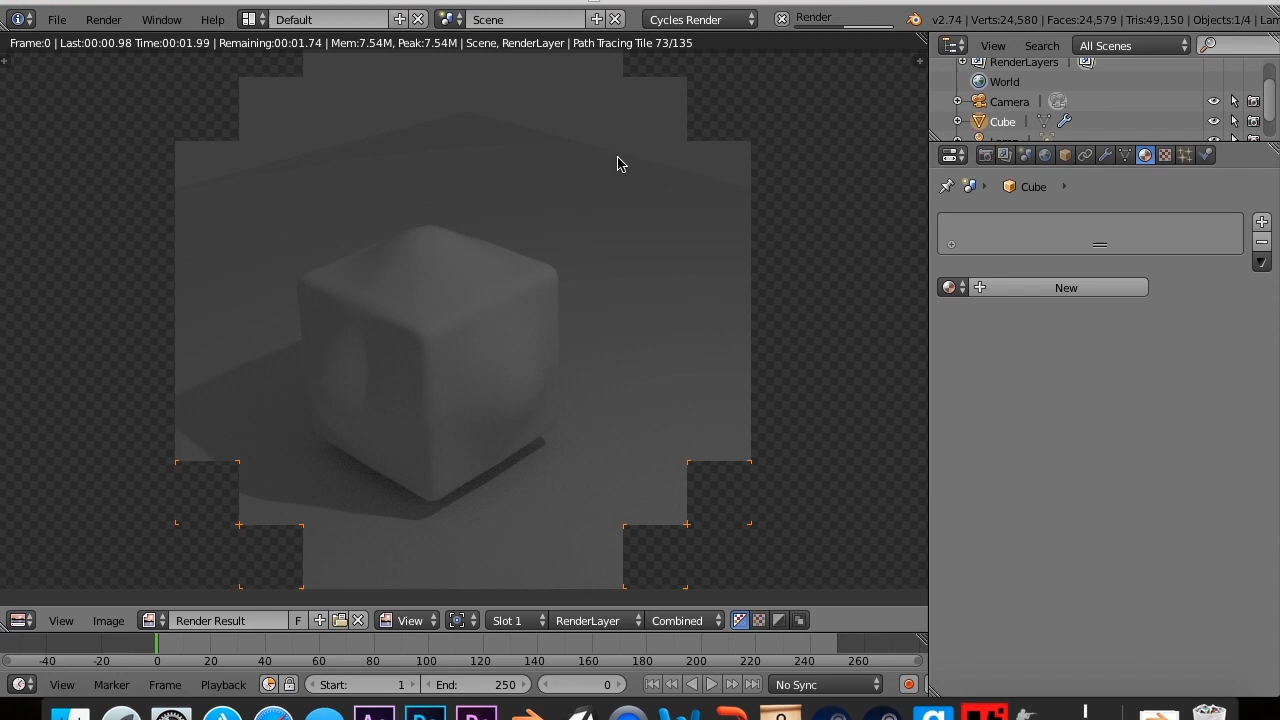 File Render Window Help Default Scene Cycles Render Render v2.74 | Verts:24,580 | Faces:24,579 | Tris:49,150 | Objects:1/4 |
Frame:0 | Last:00:00.98 Time:00:01.99 | Remaining:00:01.74 | Mem:7.54M, Peak:7.54M | Scene, RenderLayer | Path Tracing Tile 73/135
View Search All Scenes
RenderLayers
World
Camera
Cube
Cube
New
View Image Render Result F View Slot 1 RenderLayer Combined
-40 -20 0 20 40 60 80 100 120 140 160 180 200 220 240 260
View Marker Frame Playback Start: 1 End: 250 0 No Sync
Ae Pr